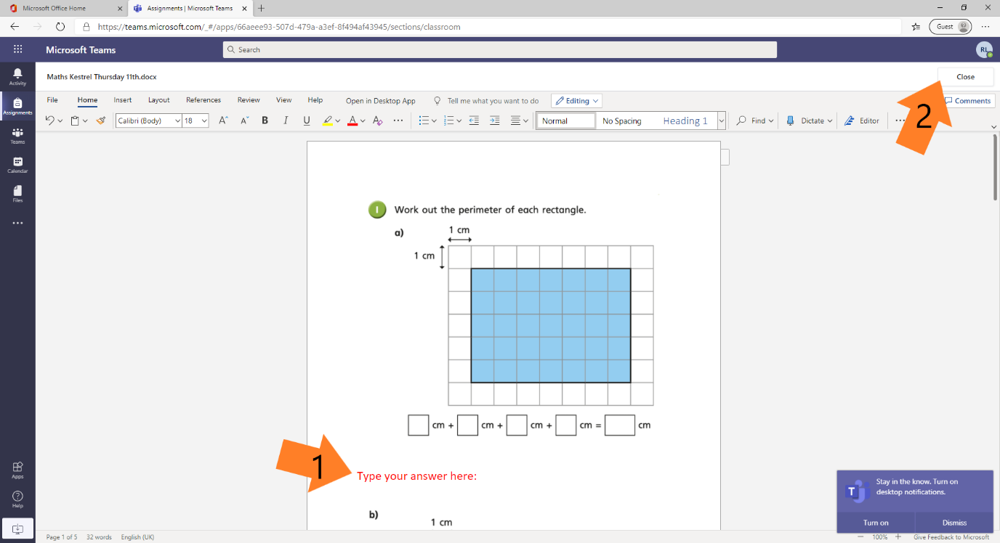 Microsoft Office Home
Assignments | Microsoft Teams
https://teams.microsoft.com/_#/apps/66aeee93-507d-479a-a3ef-8f494af43945/sections/classroom
Guest
Microsoft Teams
Search
RL
Activity
Assignments
Teams
Calendar
Files
Apps
Help
Maths Kestrel Thursday 11th.docx
Close
File Home Insert Layout References Review View Help Open in Desktop App Tell me what you want to do Editing Comments
Calibri (Body) 18 A A B I U A A Normal No Spacing Heading 1 Find Dictate Editor
2
1 Work out the perimeter of each rectangle.
a) 1 cm
1 cm
cm + cm + cm + cm = cm
1
Type your answer here:
b)
1 cm
T
Stay in the know. Turn on
desktop notifications.
Turn on Dismiss
Page 1 of 5 32 words English (UK) 100% Give Feedback to Microsoft